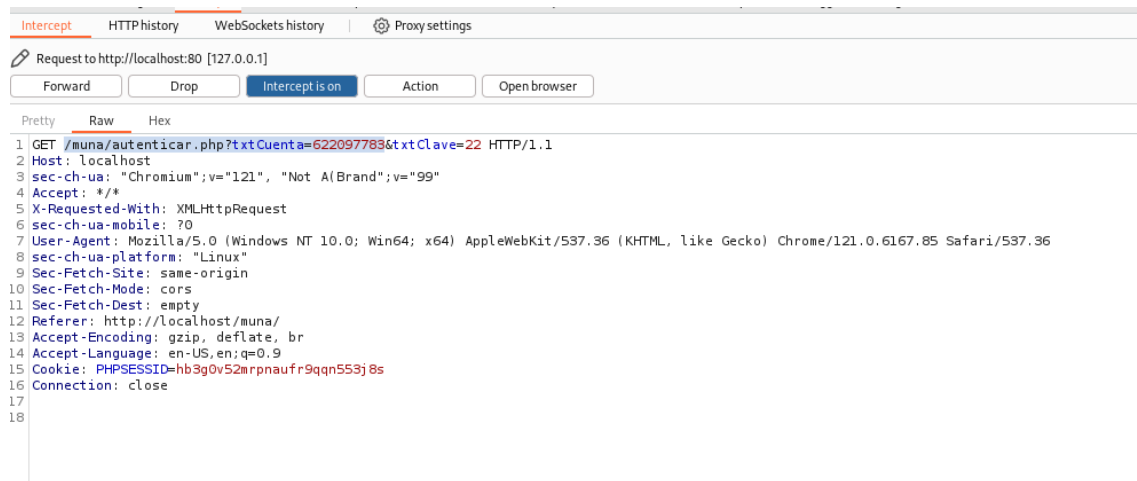 Intercept HTTP history WebSockets history Proxy settings
Request to http://localhost:80 [127.0.0.1]
Forward Drop Intercept is on Action Open browser
Pretty Raw Hex
1 GET /muna/autenticar.php?txtCuenta=622097783&txtClave=22 HTTP/1.1
2 Host: localhost
3 sec-ch-ua: "Chromium";v="121", "Not A(Brand";v="99"
4 Accept: */*
5 X-Requested-With: XMLHttpRequest
6 sec-ch-ua-mobile: ?0
7 User-Agent: Mozilla/5.0 (Windows NT 10.0; Win64; x64) AppleWebKit/537.36 (KHTML, like Gecko) Chrome/121.0.6167.85 Safari/537.36
8 sec-ch-ua-platform: "Linux"
9 Sec-Fetch-Site: same-origin
10 Sec-Fetch-Mode: cors
11 Sec-Fetch-Dest: empty
12 Referer: http://localhost/muna/
13 Accept-Encoding: gzip, deflate, br
14 Accept-Language: en-US,en;q=0.9
15 Cookie: PHPSESSID=hb3g0v52mrpnaufr9qqn553j8s
16 Connection: close
17
18